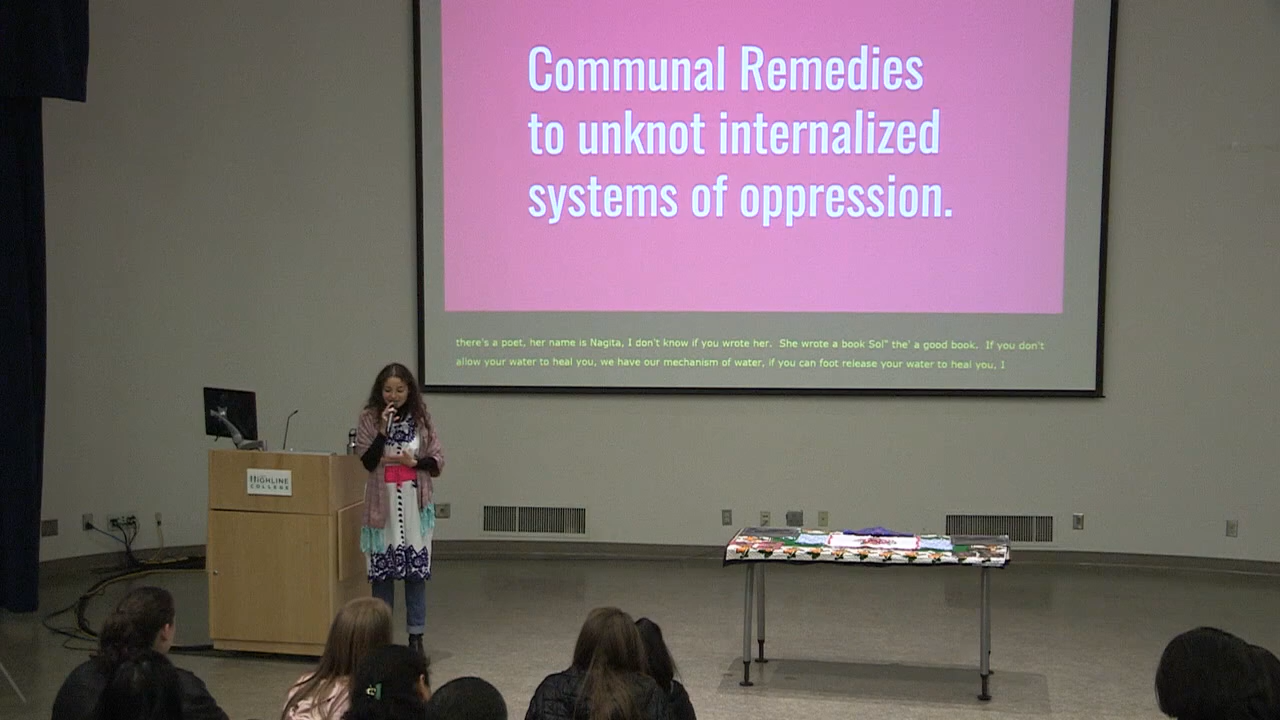 Communal Remedies
to unknot internalized
systems of oppression.
there's a poet, her name is Nagita, I don't know if you wrote her.  She wrote a book Sol" the' a good book.  If you don't
allow your water to heal you, we have our mechanism of water, if you can foot release your water to heal you, 1
HIGHLINE
COLLEGE